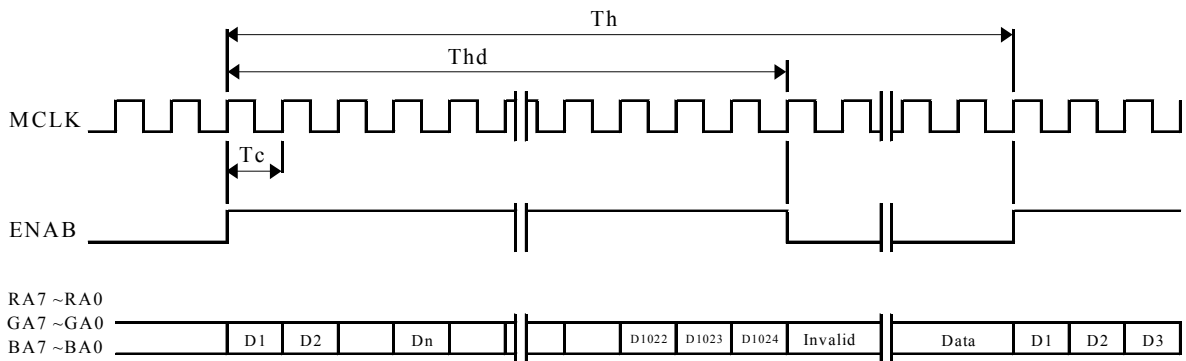 Th
Thd
MCLK
Tc
ENAB
RA7 ~RA0
GA7 ~GA0
BA7 ~BA0
D1 D2 Dn D1022 D1023 D1024 Invalid Data D1 D2 D3